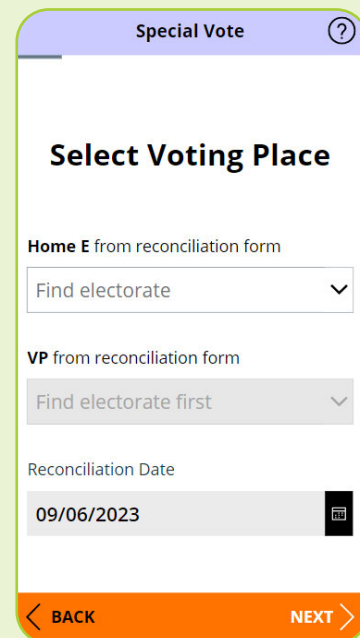 Special Vote
?
Select Voting Place
Home E from reconciliation form
Find electorate
VP from reconciliation form
Find electorate first
Reconciliation Date
09/06/2023
BACK NEXT